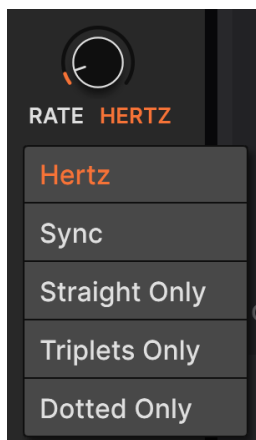 RATE HERTZ
Hertz
Sync
Straight Only
Triplets Only
Dotted Only